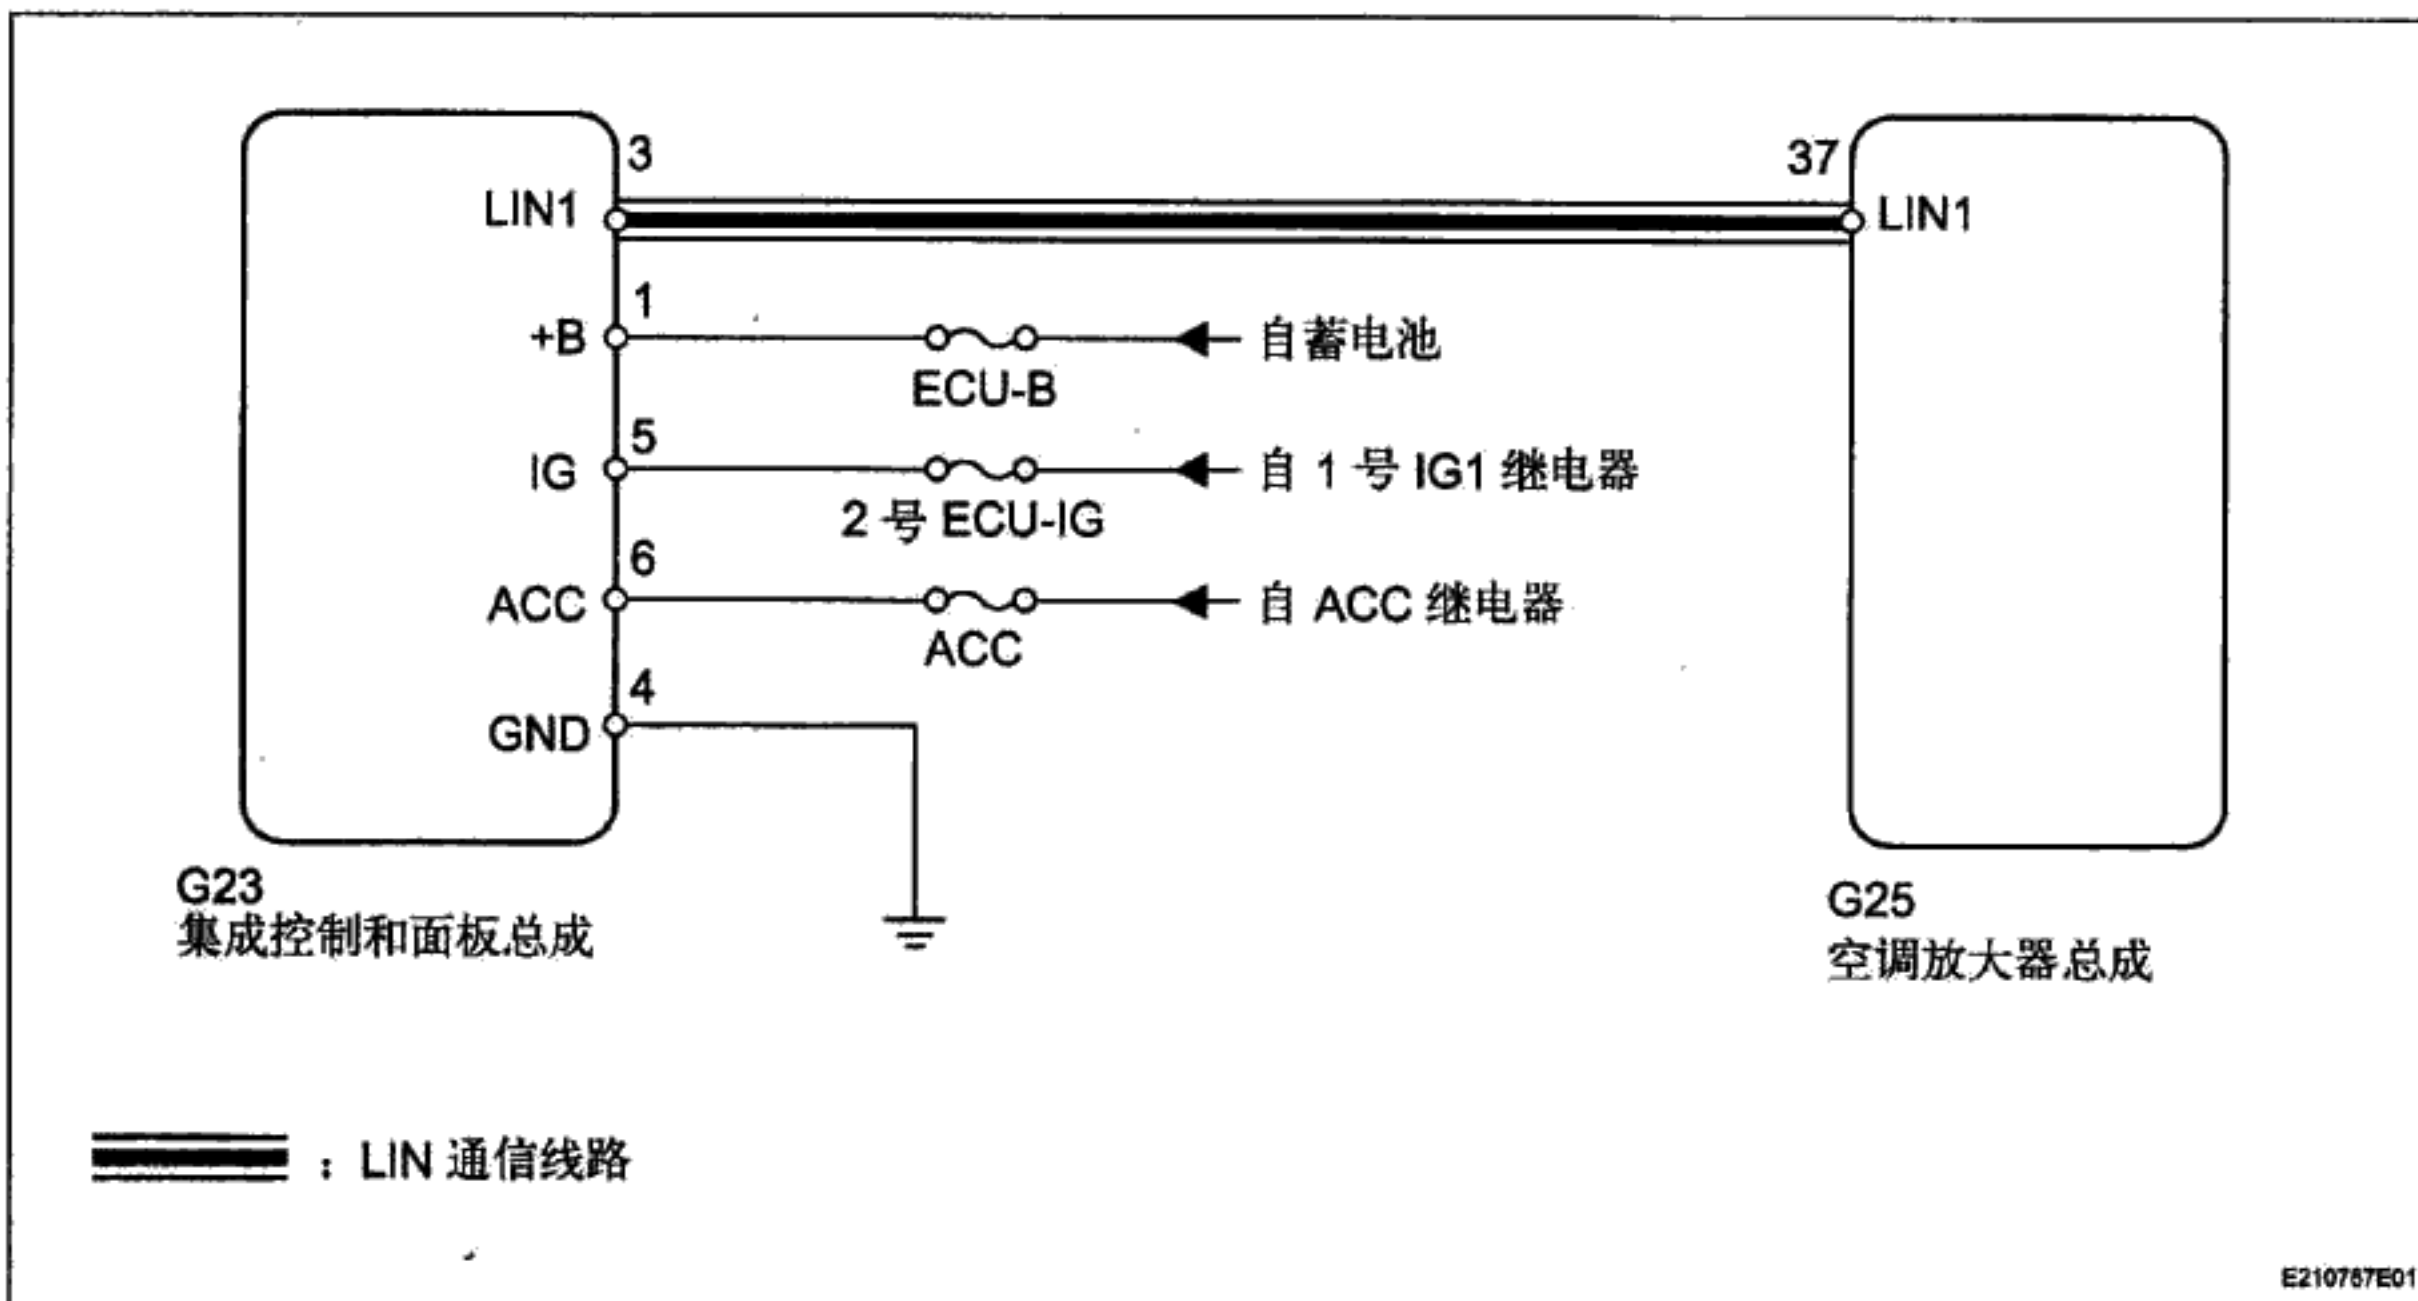 3
37
LIN1
LIN1
1
+B
自蓄电池
ECU-B
5
IG
自 1 号 IG1 继电器
2 号 ECU-IG
6
ACC
自 ACC 继电器
ACC
4
GND
G23
集成控制和面板总成
G25
空调放大器总成
：LIN 通信线路
E210767E01